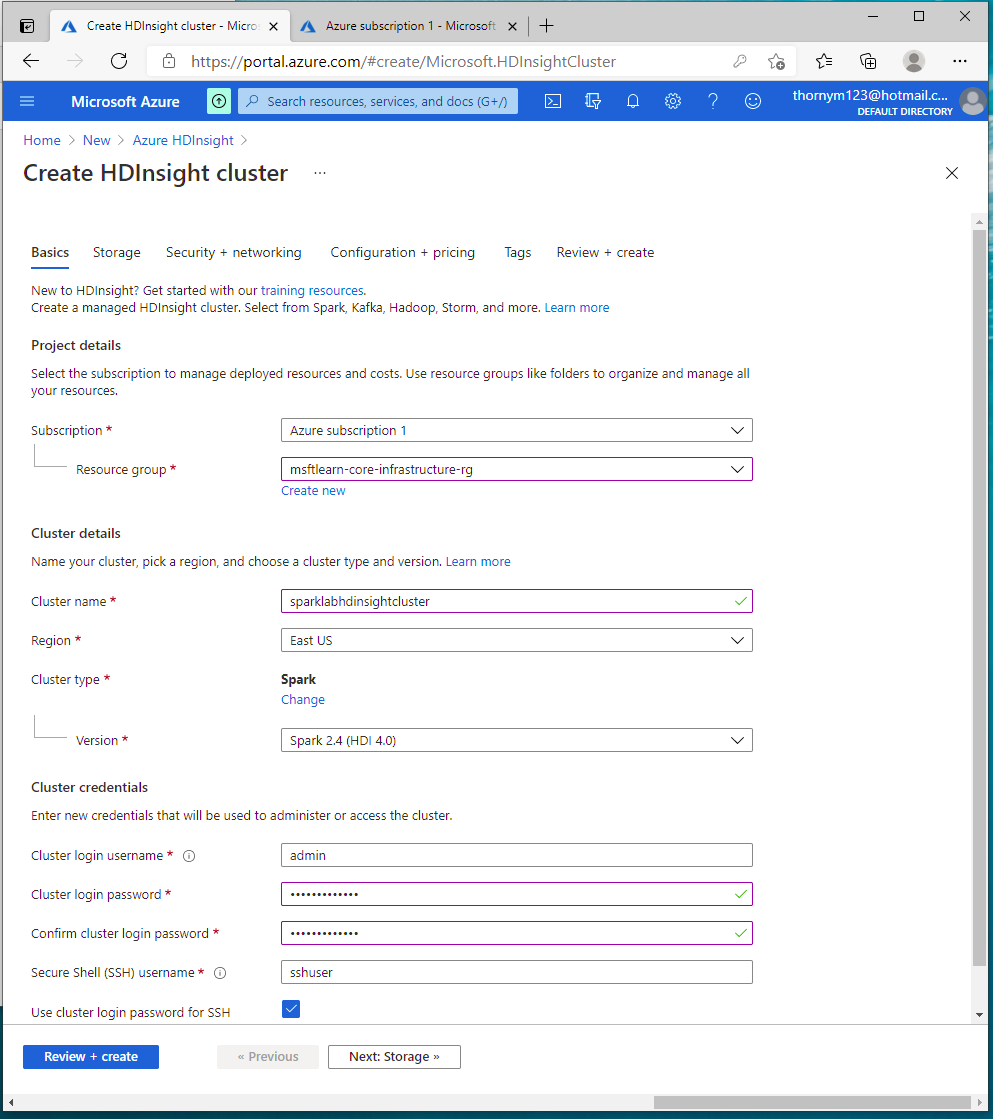 Create HDInsight cluster - Micros
Azure subscription 1 - Microsoft
https://portal.azure.com/#create/Microsoft.HDInsightCluster
Microsoft Azure
Search resources, services, and docs (G+/)
thornym123@hotmail.c...
DEFAULT DIRECTORY
Home > New > Azure HDInsight >
Create HDInsight cluster ...
Basics Storage Security + networking Configuration + pricing Tags Review + create
New to HDInsight? Get started with our training resources.
Create a managed HDInsight cluster. Select from Spark, Kafka, Hadoop, Storm, and more. Learn more
Project details
Select the subscription to manage deployed resources and costs. Use resource groups like folders to organize and manage all
your resources.
Subscription * Azure subscription 1
Resource group * msftlearn-core-infrastructure-rg
Create new
Cluster details
Name your cluster, pick a region, and choose a cluster type and version. Learn more
Cluster name * sparklabhdinsightcluster
Region * East US
Cluster type * Spark
Change
Version * Spark 2.4 (HDI 4.0)
Cluster credentials
Enter new credentials that will be used to administer or access the cluster.
Cluster login username * admin
Cluster login password * •••••••••••••
Confirm cluster login password * •••••••••••••
Secure Shell (SSH) username * sshuser
Use cluster login password for SSH
Review + create « Previous Next: Storage »